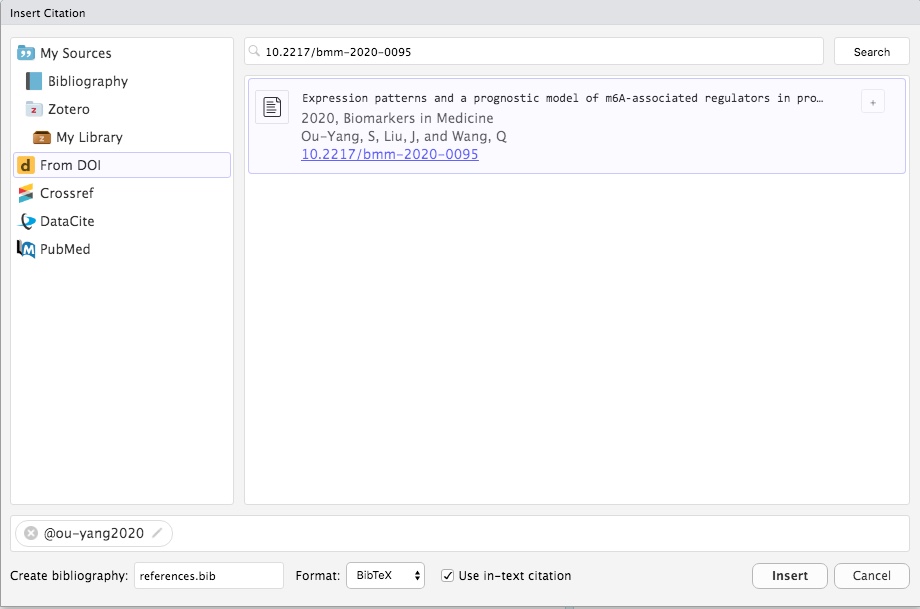 Insert Citation
My Sources
Bibliography
Zotero
My Library
From DOI
Crossref
DataCite
PubMed
10.2217/bmm-2020-0095
Search
Expression patterns and a prognostic model of m6A-associated regulators in pro…
2020, Biomarkers in Medicine
Ou-Yang, S, Liu, J, and Wang, Q
10.2217/bmm-2020-0095
+
@ou-yang2020
Create bibliography: references.bib Format: BibTeX Use in-text citation Insert Cancel